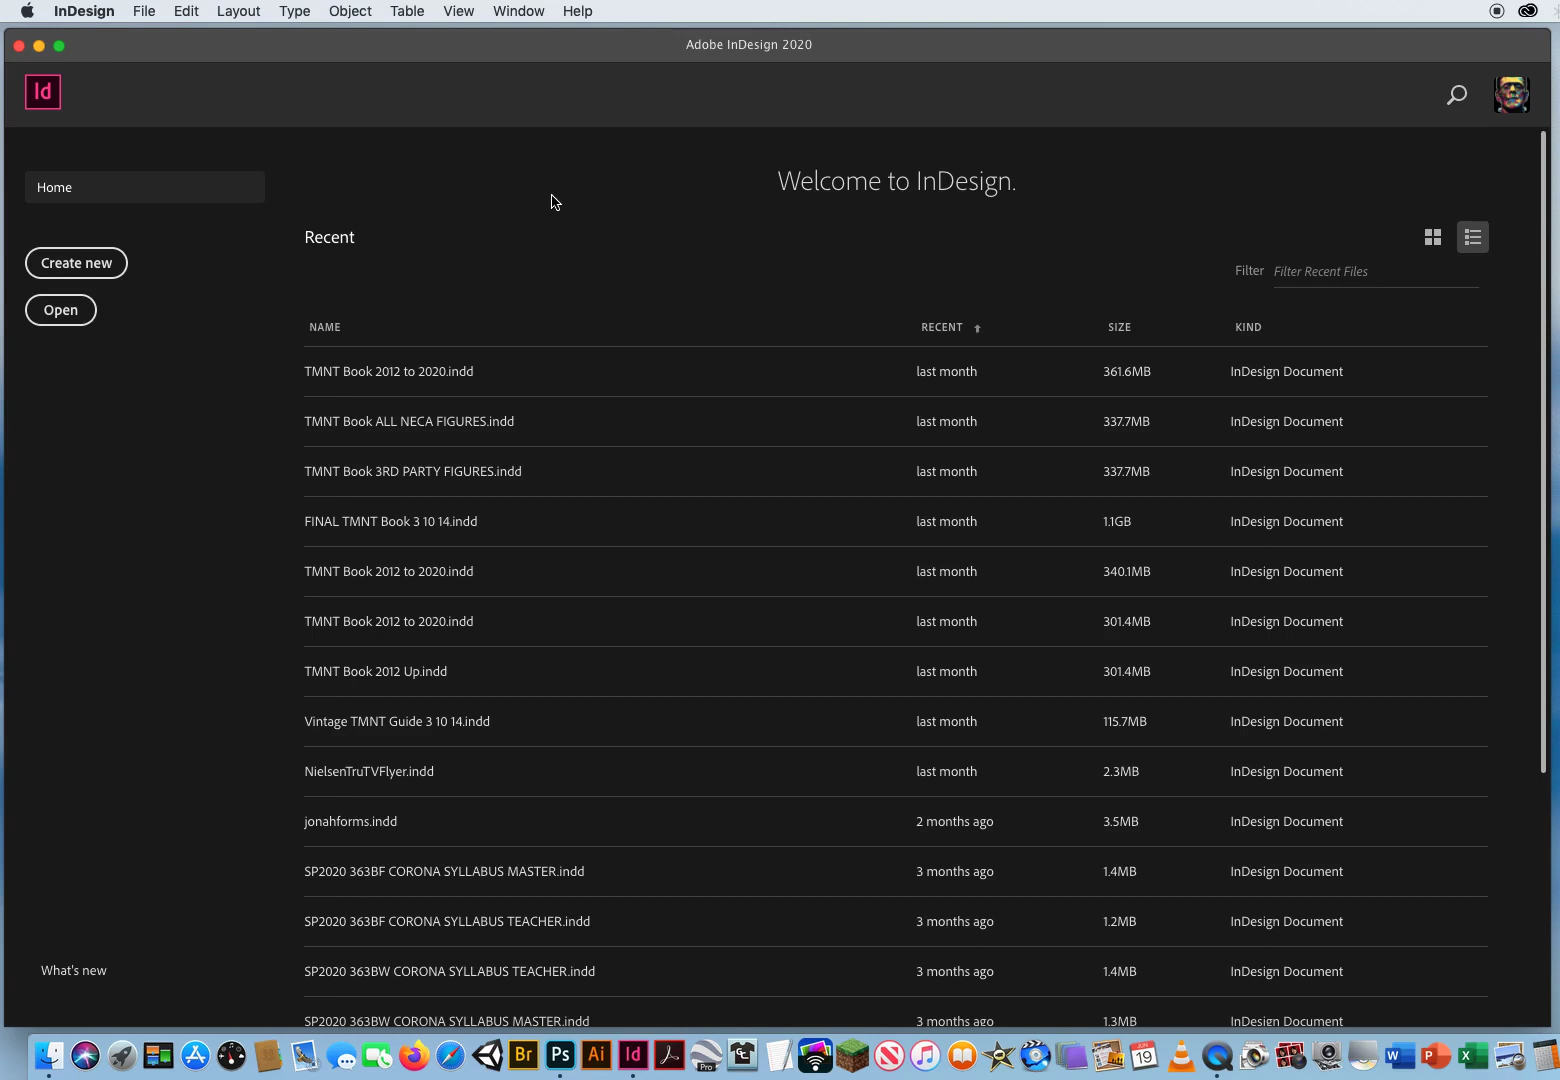 InDesign File Edit Layout Type Object Table View Window Help
Adobe InDesign 2020
Id
Home
Welcome to InDesign.
Recent
Create new
Filter Filter Recent Files
Open
NAME RECENT SIZE KIND
TMNT Book 2012 to 2020.indd last month 361.6MB InDesign Document
TMNT Book ALL NECA FIGURES.indd last month 337.7MB InDesign Document
TMNT Book 3RD PARTY FIGURES.indd last month 337.7MB InDesign Document
FINAL TMNT Book 3 10 14.indd last month 1.1GB InDesign Document
TMNT Book 2012 to 2020.indd last month 340.1MB InDesign Document
TMNT Book 2012 to 2020.indd last month 301.4MB InDesign Document
TMNT Book 2012 Up.indd last month 301.4MB InDesign Document
Vintage TMNT Guide 3 10 14.indd last month 115.7MB InDesign Document
NielsenTruTVFlyer.indd last month 2.3MB InDesign Document
jonahforms.indd 2 months ago 3.5MB InDesign Document
SP2020 363BF CORONA SYLLABUS MASTER.indd 3 months ago 1.4MB InDesign Document
SP2020 363BF CORONA SYLLABUS TEACHER.indd 3 months ago 1.2MB InDesign Document
What's new
SP2020 363BW CORONA SYLLABUS TEACHER.indd 3 months ago 1.4MB InDesign Document
SP2020 363BW CORONA SYLLABUS MASTER.indd 3 months ago 1.3MB InDesign Document
Br Ps Ai Id Pro JUN 19 W P X